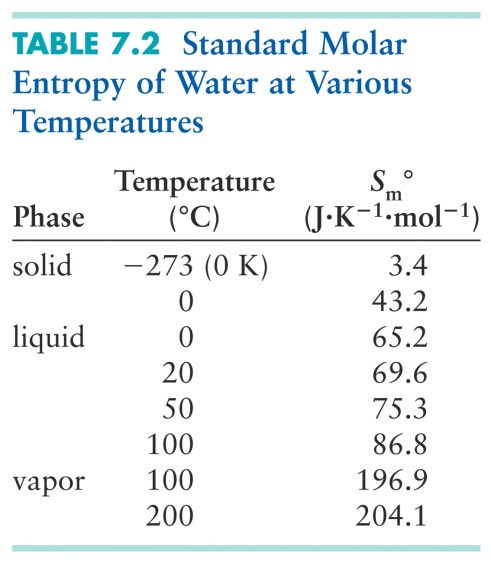 TABLE 7.2 Standard Molar
Entropy of Water at Various
Temperatures
Temperature Sm°
Phase (°C) (J·K−1·mol−1)
solid −273 (0 K) 3.4
0 43.2
liquid 0 65.2
20 69.6
50 75.3
100 86.8
vapor 100 196.9
200 204.1